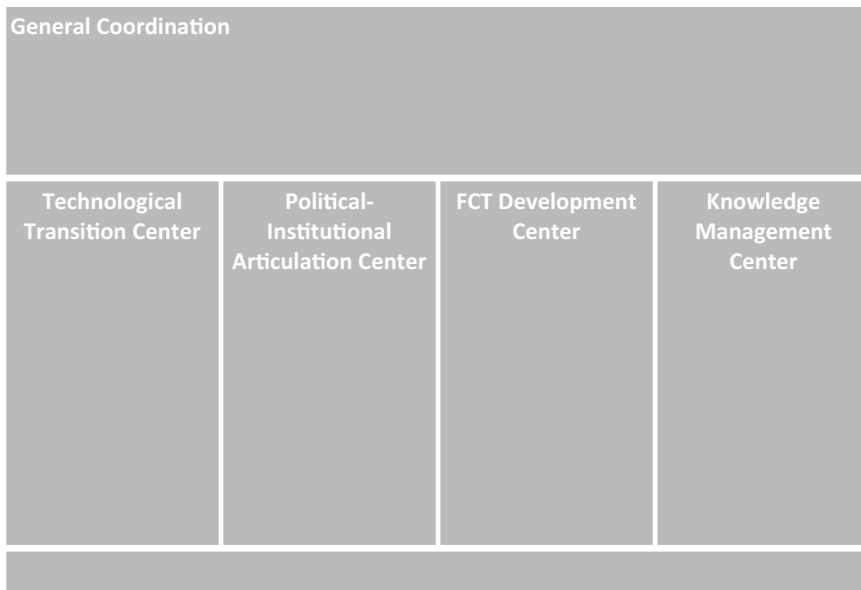 General Coordination
Technological
Transition Center
Political-
Institutional
Articulation Center
FCT Development
Center
Knowledge
Management
Center